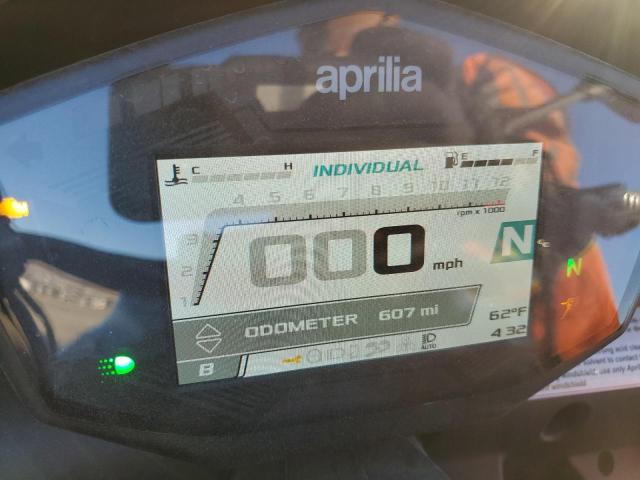 aprilia
C H INDIVIDUAL E F
4 5 6 7 8 9 10 11 12
rpm x 1000
3
2
1
000 mph
N
°C
N
ODOMETER 607 mi
62°F
4:32
B
AUTO